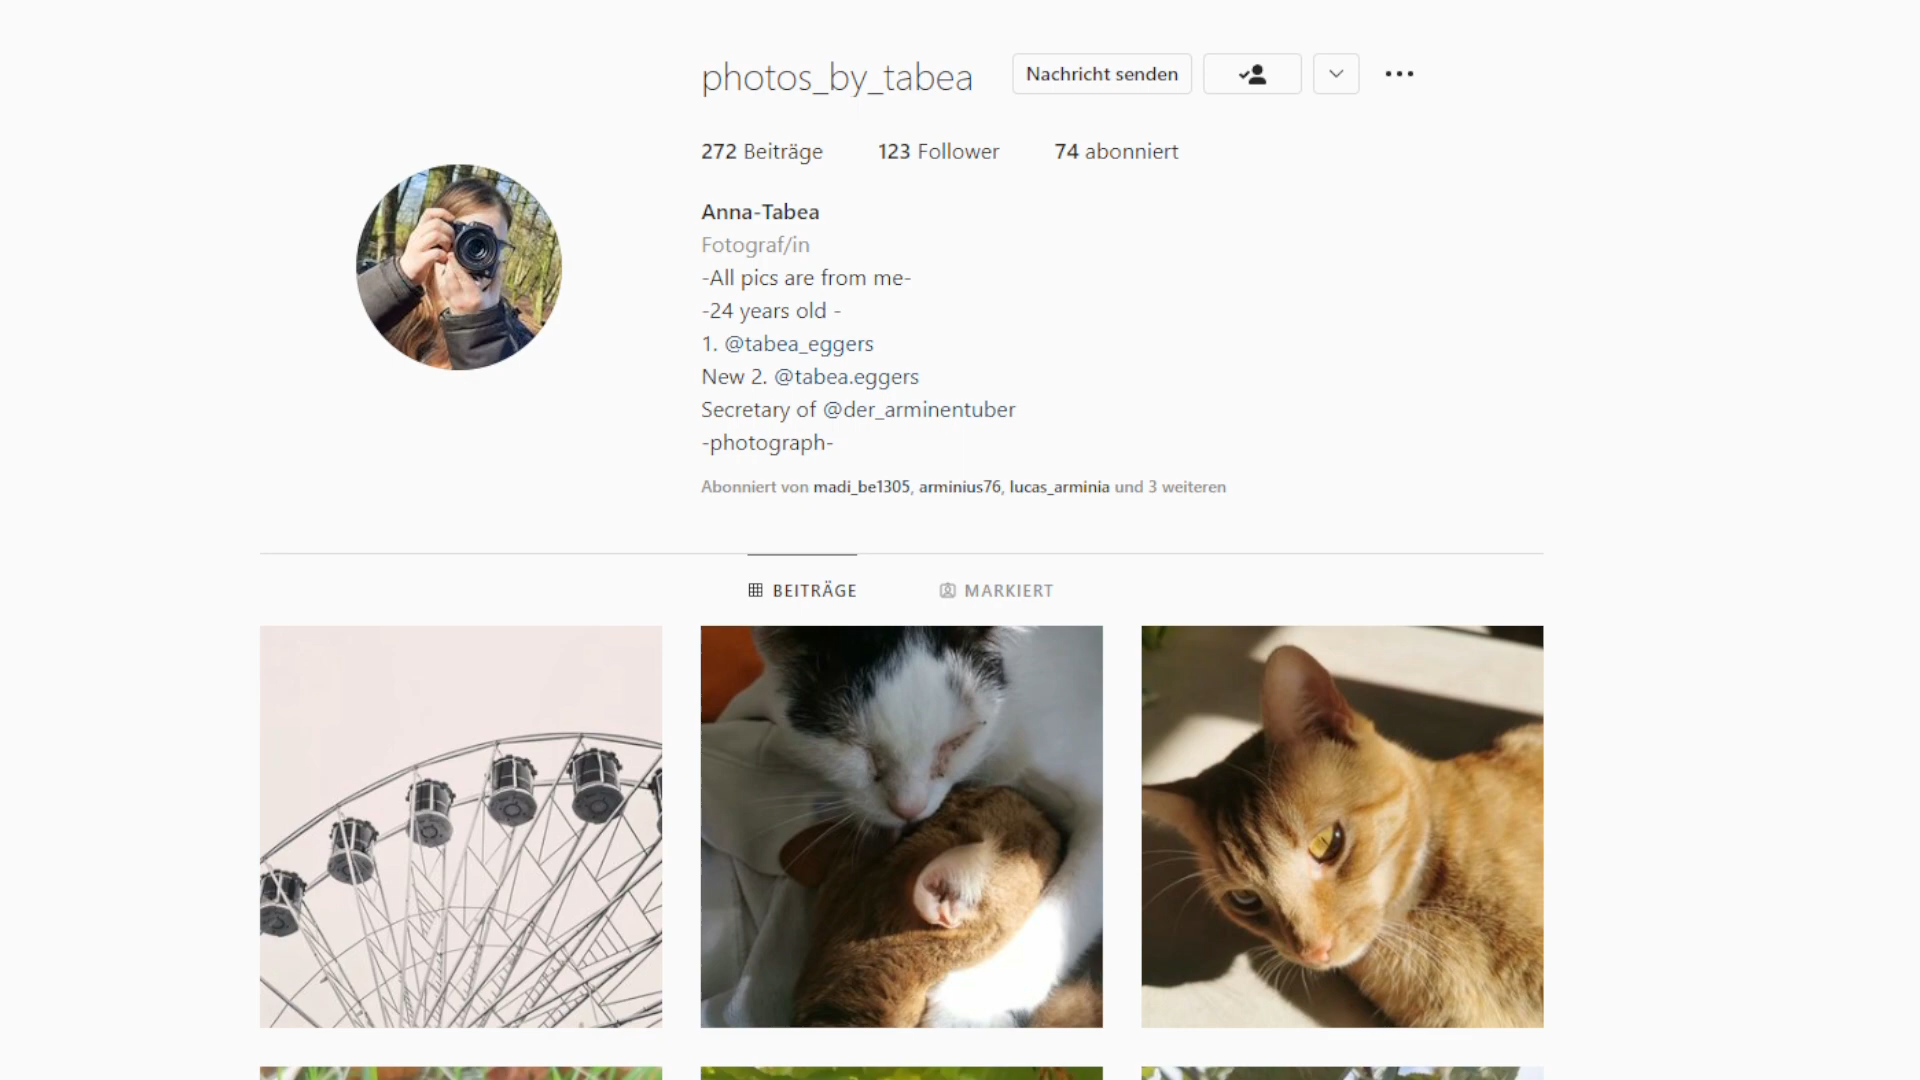 photos_by_tabea Nachricht senden
272 Beiträge 123 Follower 74 abonniert
Anna-Tabea
Fotograf/in
-All pics are from me-
-24 years old -
1. @tabea_eggers
New 2. @tabea.eggers
Secretary of @der_arminentuber
-photograph-
Abonniert von madi_be1305, arminius76, lucas_arminia und 3 weiteren
BEITRÄGE MARKIERT